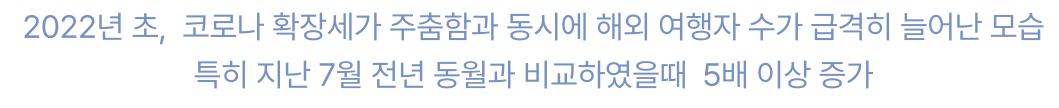 2022년 초, 코로나 확장세가 주춤함과 동시에 해외 여행자 수가 급격히 늘어난 모습
특히 지난 7월 전년 동월과 비교하였을때 5배 이상 증가